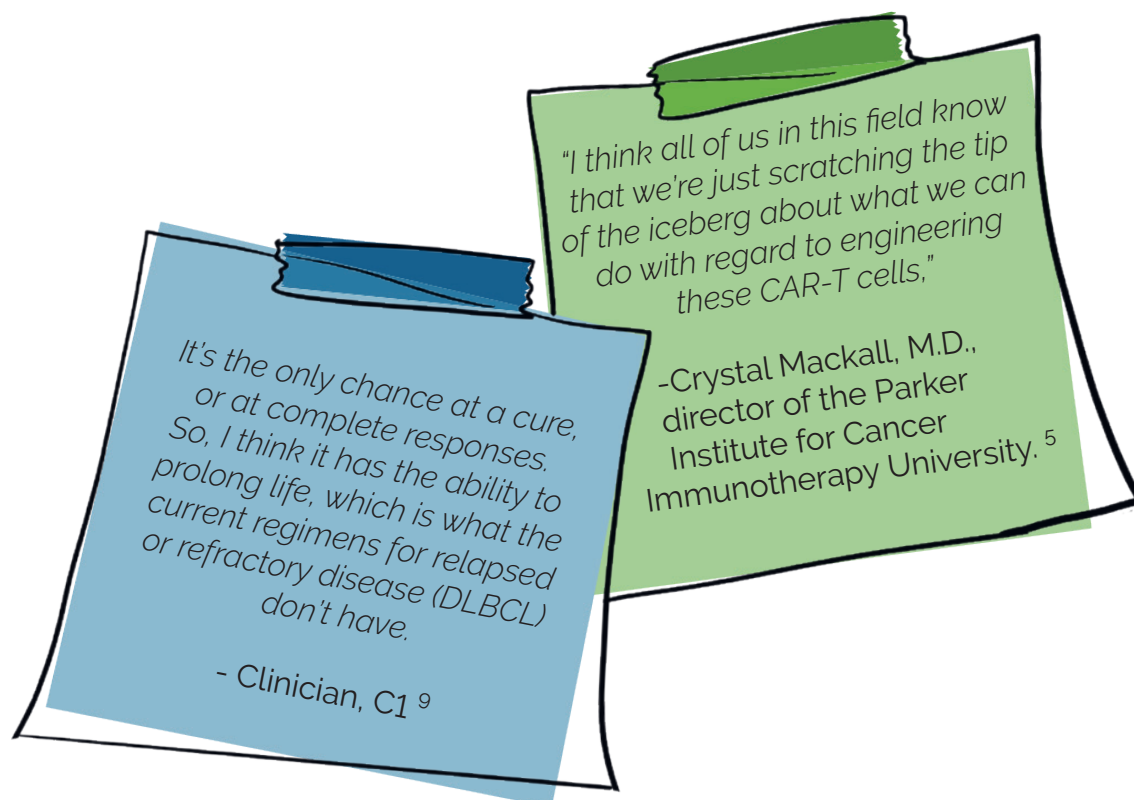 “I think all of us in this field know
that we're just scratching the tip
of the iceberg about what we can
do with regard to engineering
these CAR-T cells,”
-Crystal Mackall, M.D.,
director of the Parker
Institute for Cancer
Immunotherapy University. 5
It's the only chance at a cure,
or at complete responses.
So, I think it has the ability to
prolong life, which is what the
current regimens for relapsed
or refractory disease (DLBCL)
don't have.
- Clinician, C1 9